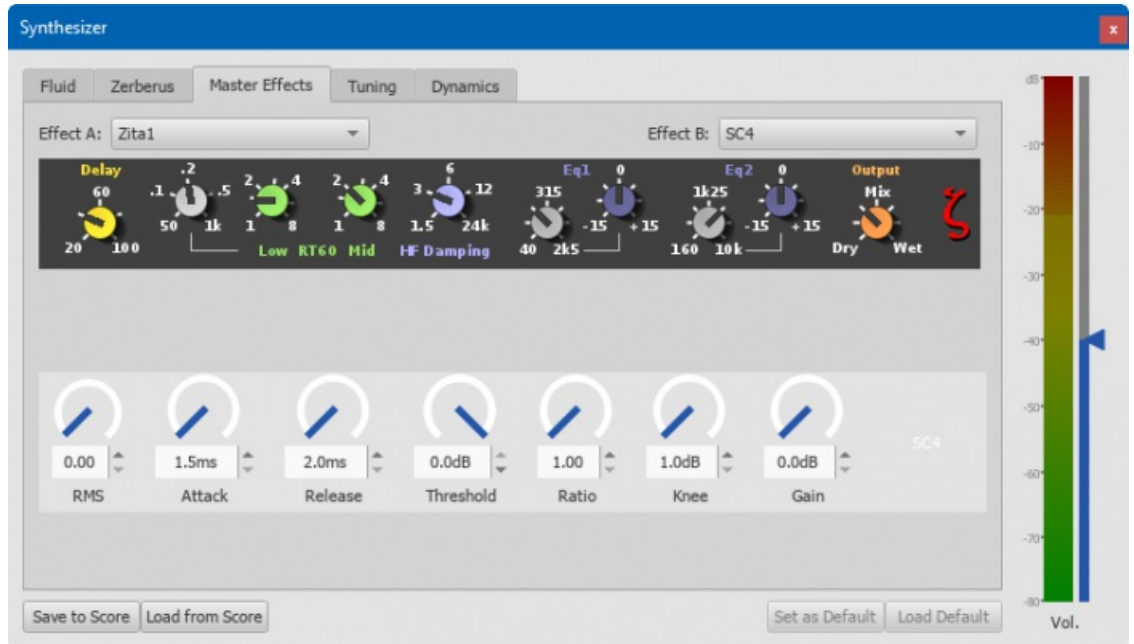 Synthesizer
x
Fluid Zerberus Master Effects Tuning Dynamics
Effect A: Zita1 Effect B: SC4
Delay .2 6 Eq1 0 Eq2 0 Output
60 .1 .5 2 4 2 4 3 12 315 1k25 Mix
50 1k 1 8 1 8 1.5 24k -15 +15 -15 +15
20 100 Low RT60 Mid HF Damping 40 2k5 160 10k Dry Wet
ζ
0.00 1.5ms 2.0ms 0.0dB 1.00 1.0dB 0.0dB SC4
RMS Attack Release Threshold Ratio Knee Gain
dB
-10
-20
-30
-40
-50
-60
-70
-80
Vol.
Save to Score Load from Score Set as Default Load Default